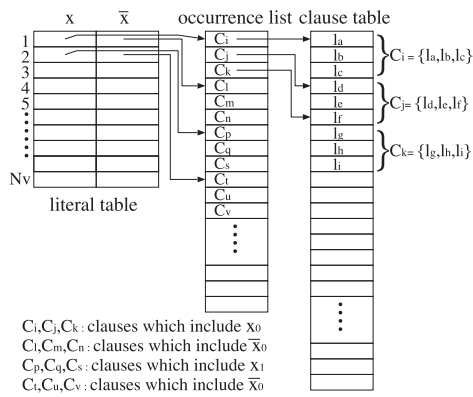 x x̅ occurrence list clause table
1 Ci la
2 Cj lb
3 Ck lc
4 Cl ld
5 Cm le
Cn lf
Cp lg
Cq lh
Cs li
Nv Ct
Cu
Cv
Ci = {la,lb,lc}
Cj= {ld,le,lf}
Ck= {lg,lh,li}
literal table
Ci,Cj,Ck : clauses which include x0
Cl,Cm,Cn : clauses which include x̅0
Cp,Cq,Cs : clauses which include x1
Ct,Cu,Cv : clauses which include x̅0